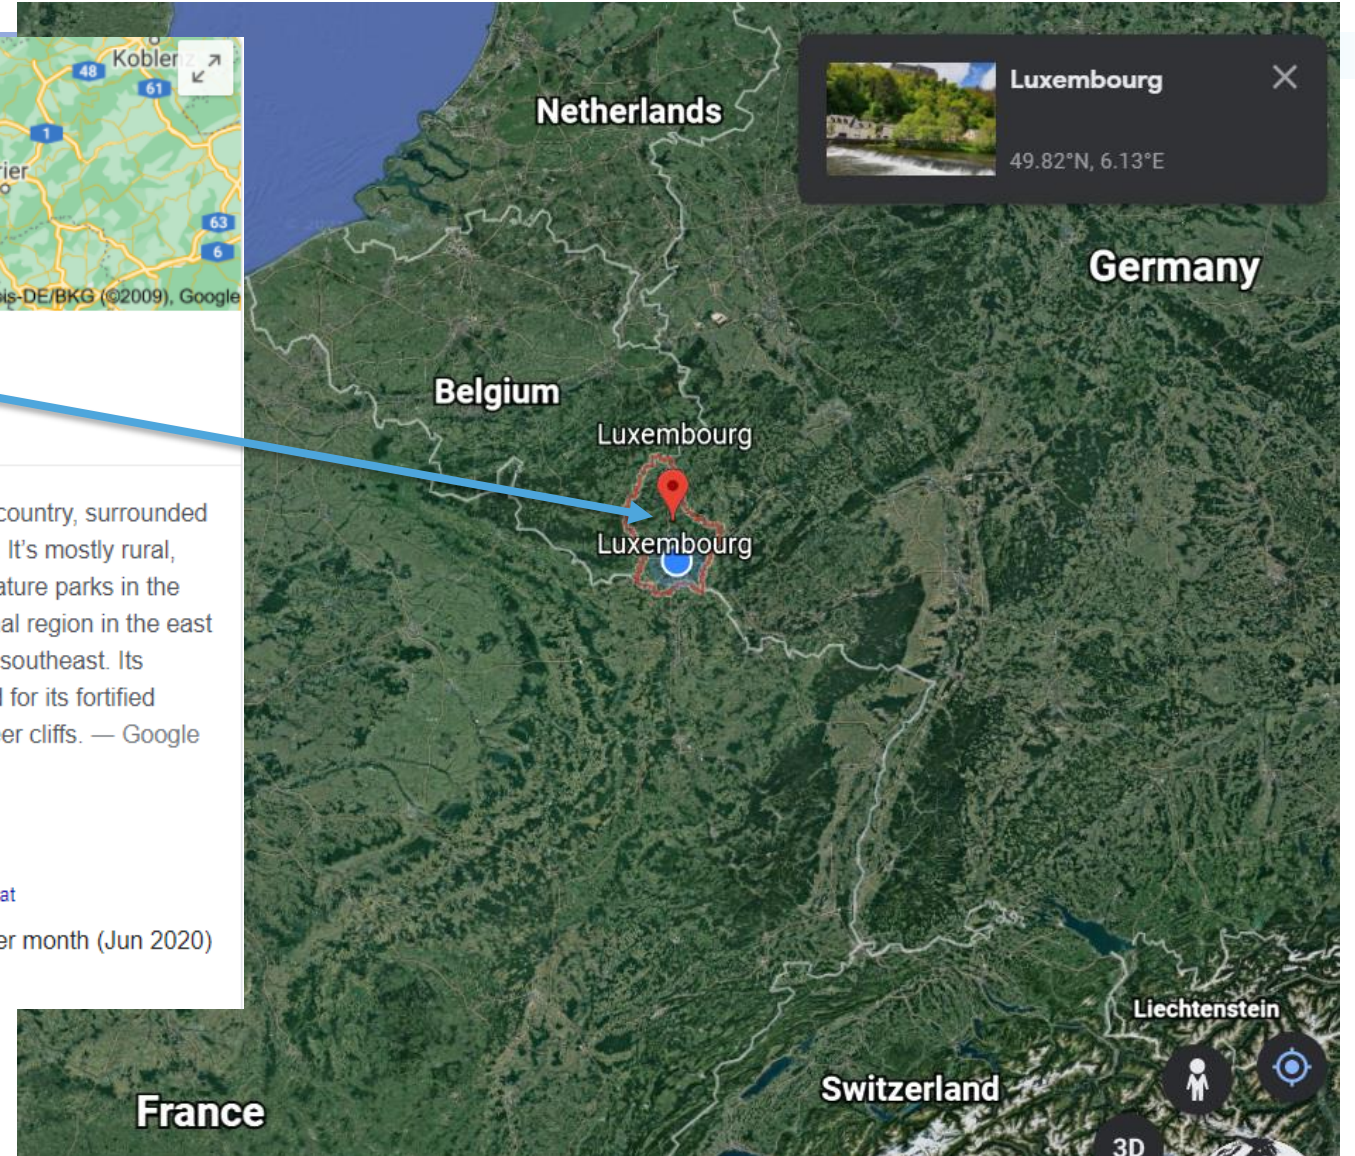 Koblenz
48
61
1
rier
63
6
is-DE/BKG (©2009), Google
country, surrounded
It’s mostly rural,
ature parks in the
al region in the east
southeast. Its
for its fortified
er cliffs. — Google
at
er month (Jun 2020)
Netherlands
Luxembourg
49.82°N, 6.13°E
Germany
Belgium
Luxembourg
Luxembourg
Liechtenstein
Switzerland
France
3D